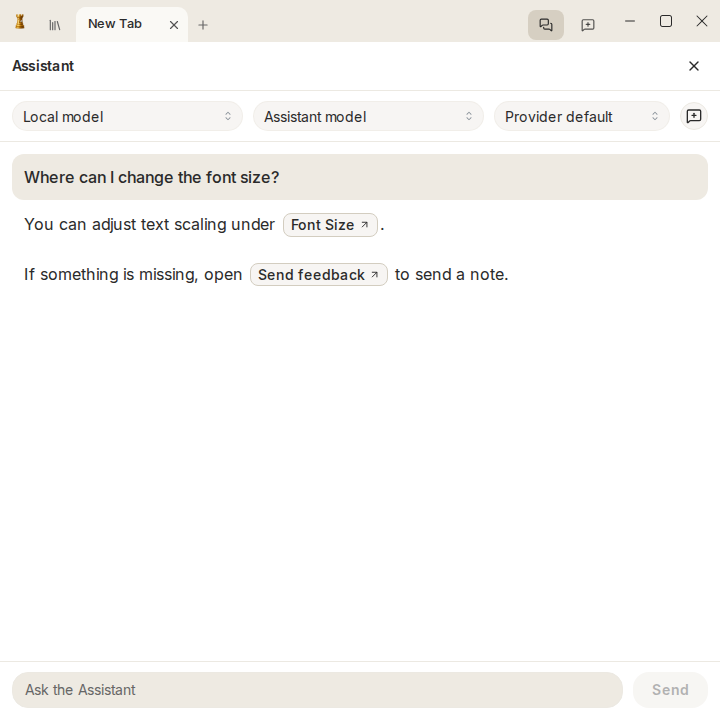 New Tab
Assistant
Local model
Assistant model
Provider default
Where can I change the font size?
You can adjust text scaling under Font Size.
If something is missing, open Send feedback to send a note.
Ask the Assistant
Send